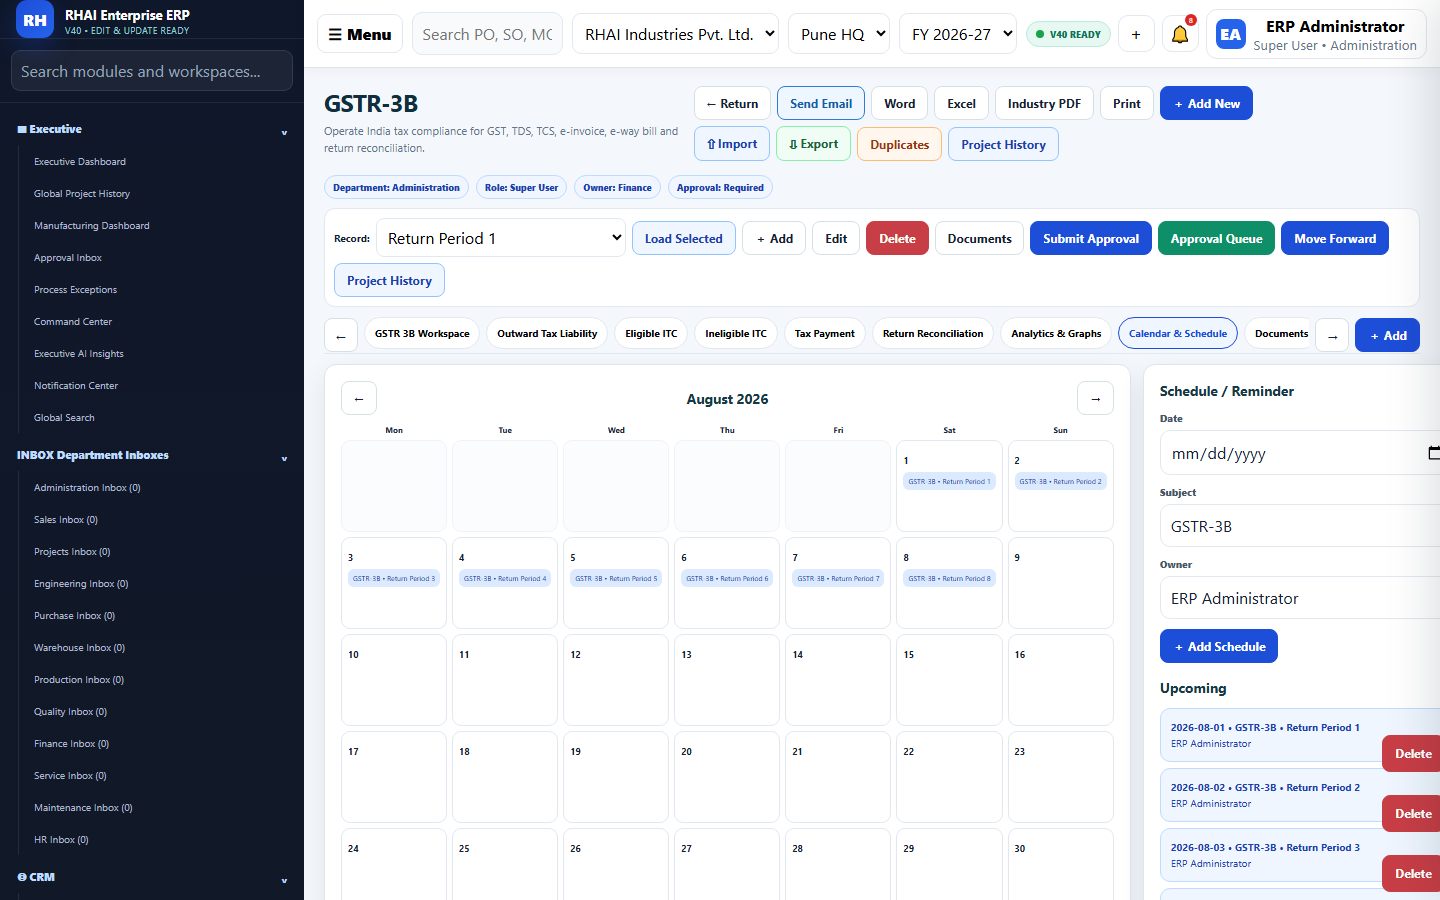 RH
RHAI Enterprise ERP
V40 • EDIT & UPDATE READY
Search modules and workspaces...
Executive
Executive Dashboard
Global Project History
Manufacturing Dashboard
Approval Inbox
Process Exceptions
Command Center
Executive AI Insights
Notification Center
Global Search
INBOX Department Inboxes
Administration Inbox (0)
Sales Inbox (0)
Projects Inbox (0)
Engineering Inbox (0)
Purchase Inbox (0)
Warehouse Inbox (0)
Production Inbox (0)
Quality Inbox (0)
Finance Inbox (0)
Service Inbox (0)
Maintenance Inbox (0)
HR Inbox (0)
CRM
☰ Menu
Search PO, SO, MC
RHAI Industries Pvt. Ltd.
Pune HQ
FY 2026-27
V40 READY
+
8
EA
ERP Administrator
Super User • Administration
GSTR-3B
Operate India tax compliance for GST, TDS, TCS, e-invoice, e-way bill and
return reconciliation.
← Return
Send Email
Word
Excel
Industry PDF
Print
+ Add New
⇧ Import
⇩ Export
Duplicates
Project History
Department: Administration
Role: Super User
Owner: Finance
Approval: Required
Record:
Return Period 1
Load Selected
+ Add
Edit
Delete
Documents
Submit Approval
Approval Queue
Move Forward
Project History
←
GSTR 3B Workspace
Outward Tax Liability
Eligible ITC
Ineligible ITC
Tax Payment
Return Reconciliation
Analytics & Graphs
Calendar & Schedule
Documents
→
+ Add
←
August 2026
→
Mon Tue Wed Thu Fri Sat Sun
1 2
GSTR-3B • Return Period 1 GSTR-3B • Return Period 2
3 4 5 6 7 8 9
GSTR-3B • Return Period 3 GSTR-3B • Return Period 4 GSTR-3B • Return Period 5 GSTR-3B • Return Period 6 GSTR-3B • Return Period 7 GSTR-3B • Return Period 8
10 11 12 13 14 15 16
17 18 19 20 21 22 23
24 25 26 27 28 29 30
Schedule / Reminder
Date
mm/dd/yyyy
Subject
GSTR-3B
Owner
ERP Administrator
+ Add Schedule
Upcoming
2026-08-01 • GSTR-3B • Return Period 1
ERP Administrator
Delete
2026-08-02 • GSTR-3B • Return Period 2
ERP Administrator
Delete
2026-08-03 • GSTR-3B • Return Period 3
ERP Administrator
Delete